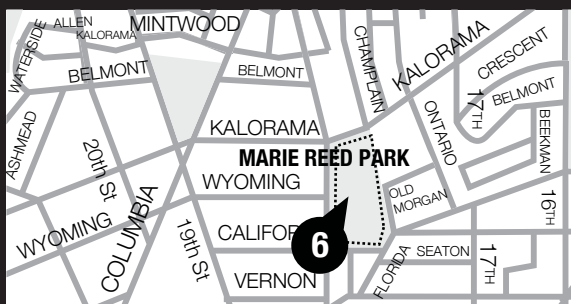 ALLEN
KALORAMA
MINTWOOD
WATERSIDE
BELMONT
BELMONT
CHAMPLAIN
KALORAMA
CRESCENT
17TH
BELMONT
ONTARIO
BEEKMAN
ASHMEAD
20th St
KALORAMA
MARIE REED PARK
WYOMING
OLD
MORGAN
16TH
WYOMING
COLUMBIA
19th St
CALIFOR
6
FLORIDA
SEATON
17TH
VERNON